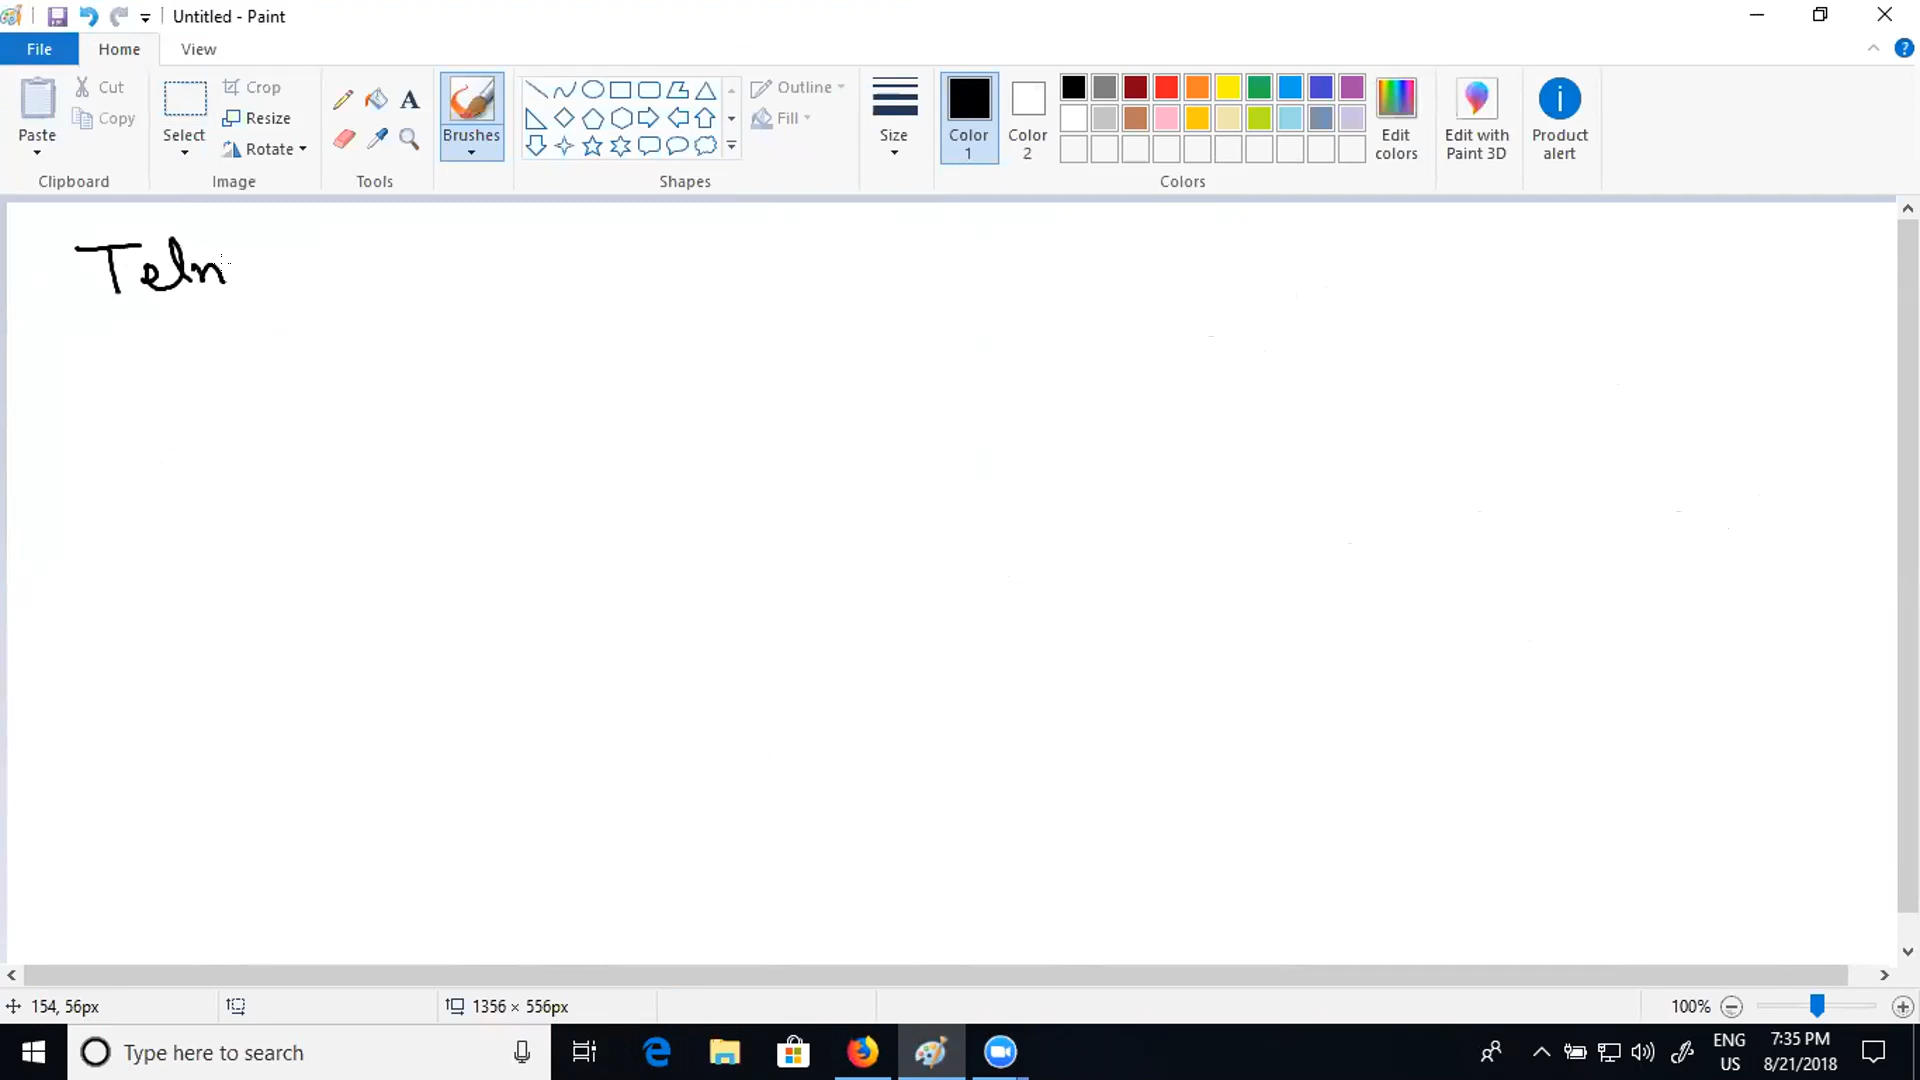 Untitled - Paint
File Home View
Paste Cut Copy Select Crop Resize Rotate A Brushes Outline Fill Size Color 1 Color 2 Edit colors Edit with Paint 3D Product alert
Clipboard Image Tools Shapes Colors
Teln
154, 56px 1356 × 556px 100%
Type here to search ENG US 7:35 PM 8/21/2018